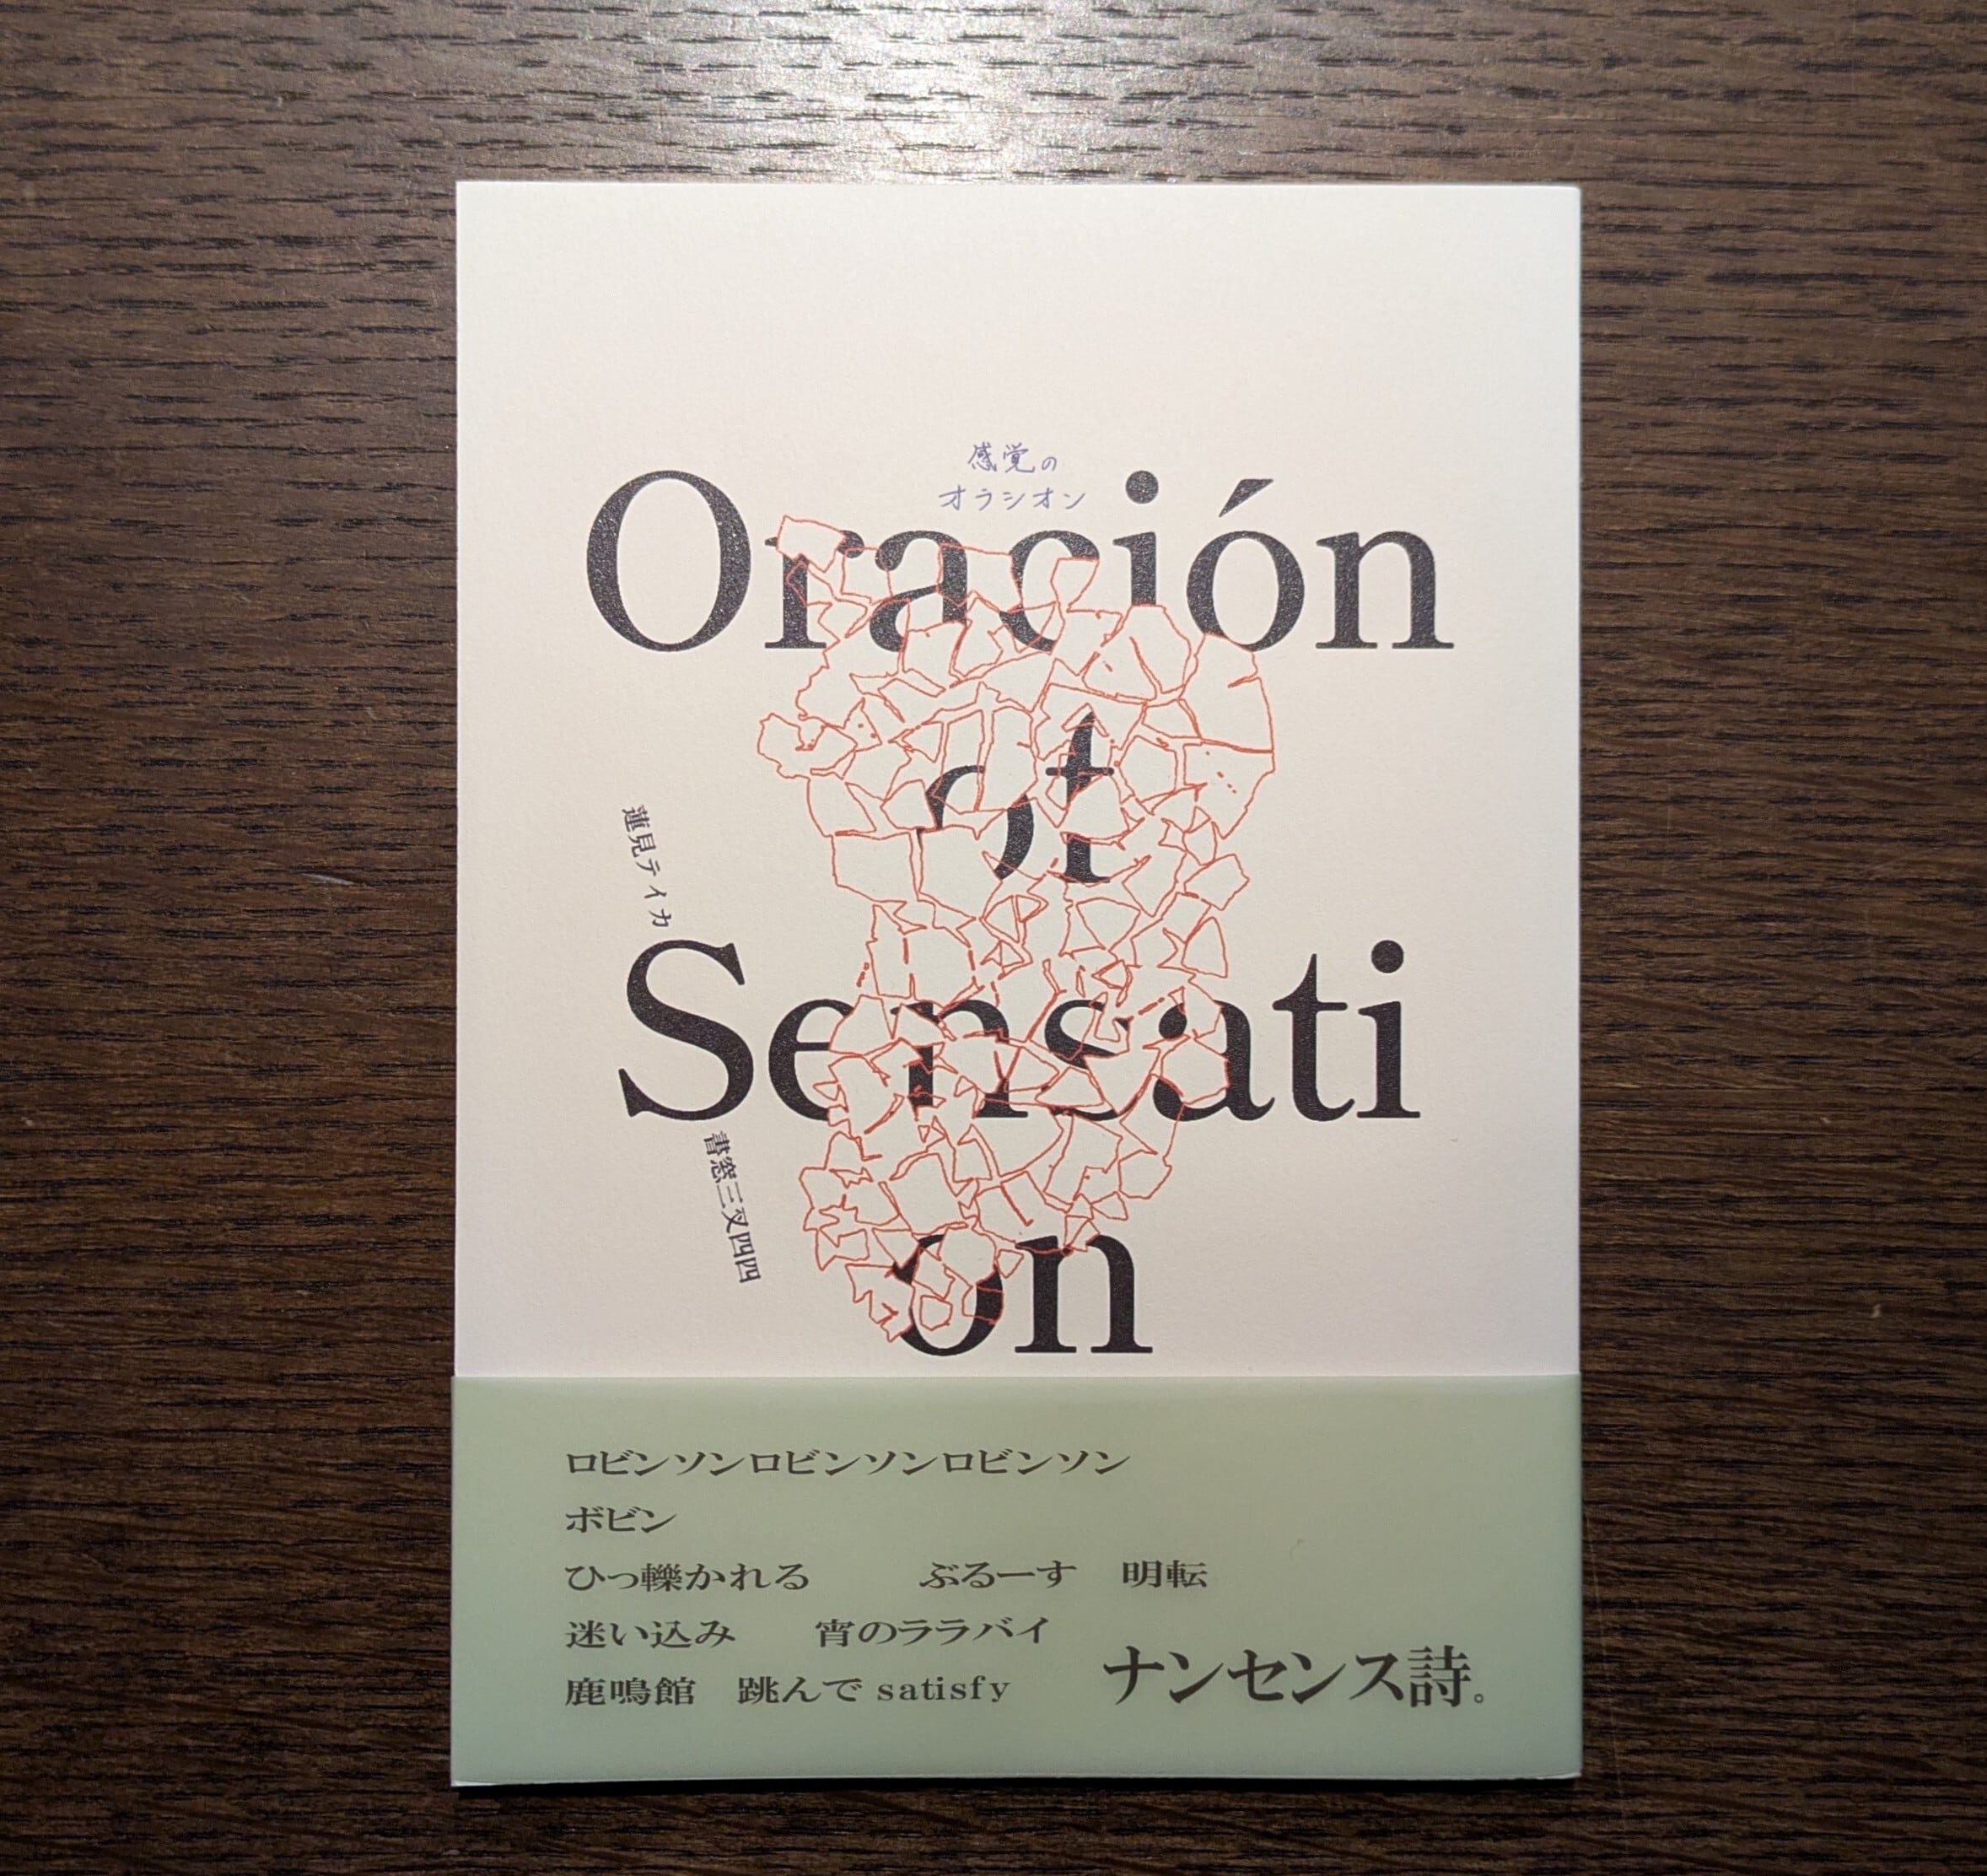 感覚の
オラシオン
Oración
of
Sensati
on
蓮見テイカ
書窓三叉四四
ロビンソンロビンソンロビンソン
ボビン
ひっ轢かれる　　ぶるーす　明転
迷い込み　　宵のララバイ
鹿鳴館　跳んで satisfy
ナンセンス詩。